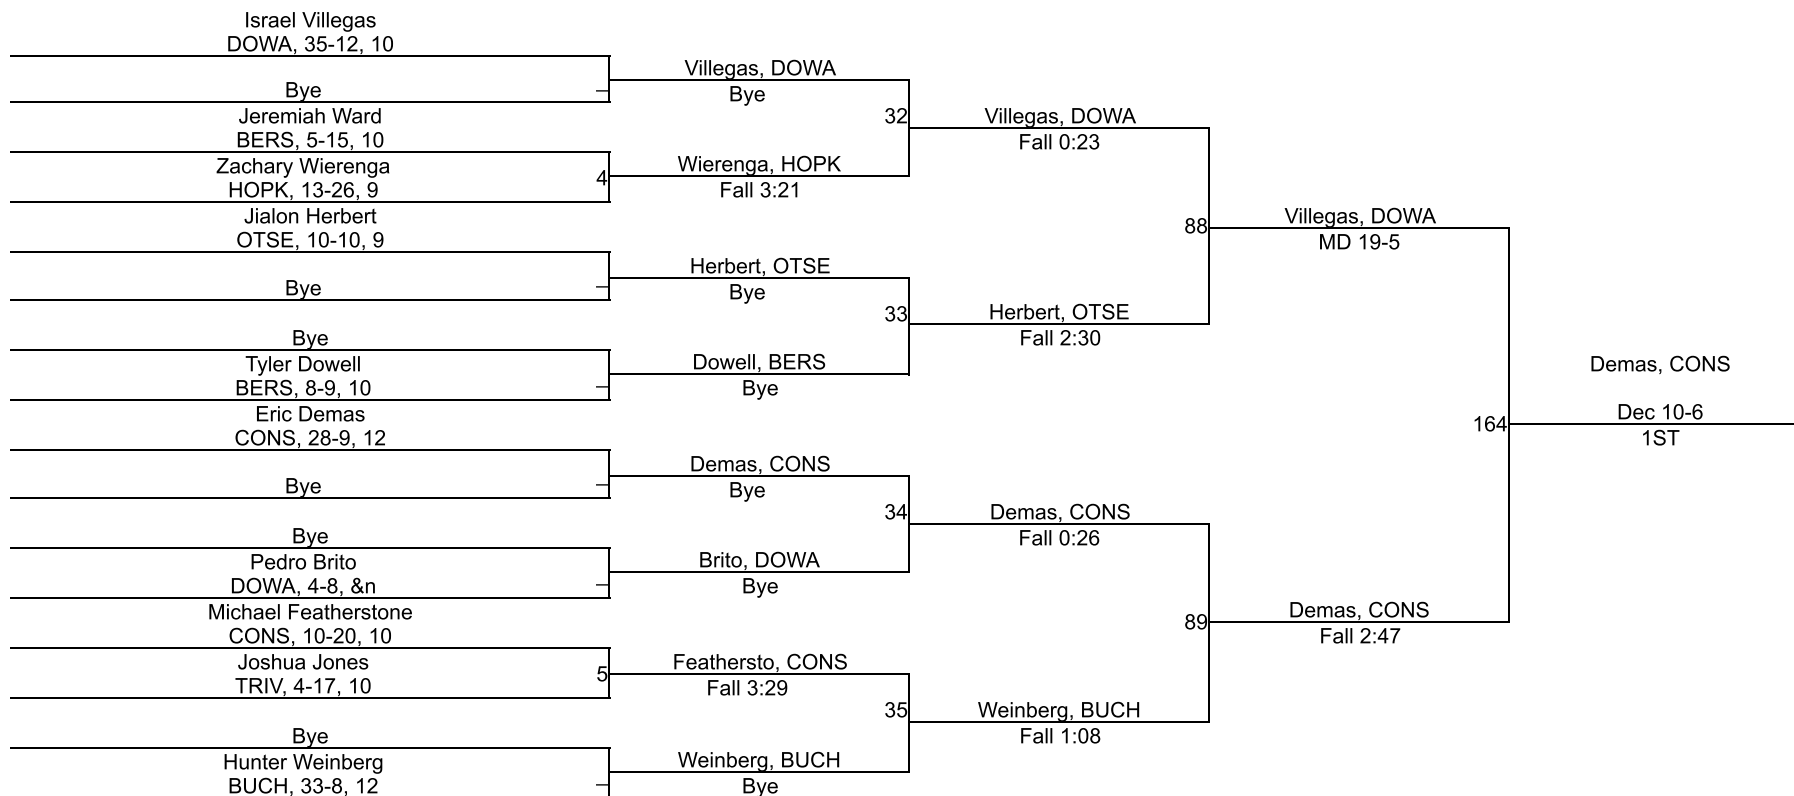 Israel Villegas
DOWA, 35-12, 10
Bye
Jeremiah Ward
BERS, 5-15, 10
Zachary Wierenga
HOPK, 13-26, 9
4
Jialon Herbert
OTSE, 10-10, 9
Bye
Bye
Tyler Dowell
BERS, 8-9, 10
Eric Demas
CONS, 28-9, 12
Bye
Bye
Pedro Brito
DOWA, 4-8, &n
Michael Featherstone
CONS, 10-20, 10
Joshua Jones
TRIV, 4-17, 10
5
Bye
Hunter Weinberg
BUCH, 33-8, 12
Villegas, DOWA
Bye
32
Wierenga, HOPK
Fall 3:21
Herbert, OTSE
Bye
33
Dowell, BERS
Bye
Demas, CONS
Bye
34
Brito, DOWA
Bye
Feathersto, CONS
Fall 3:29
35
Weinberg, BUCH
Bye
Villegas, DOWA
Fall 0:23
88
Herbert, OTSE
Fall 2:30
Demas, CONS
Fall 0:26
89
Weinberg, BUCH
Fall 1:08
Villegas, DOWA
MD 19-5
164
Demas, CONS
Fall 2:47
Demas, CONS
Dec 10-6
1ST